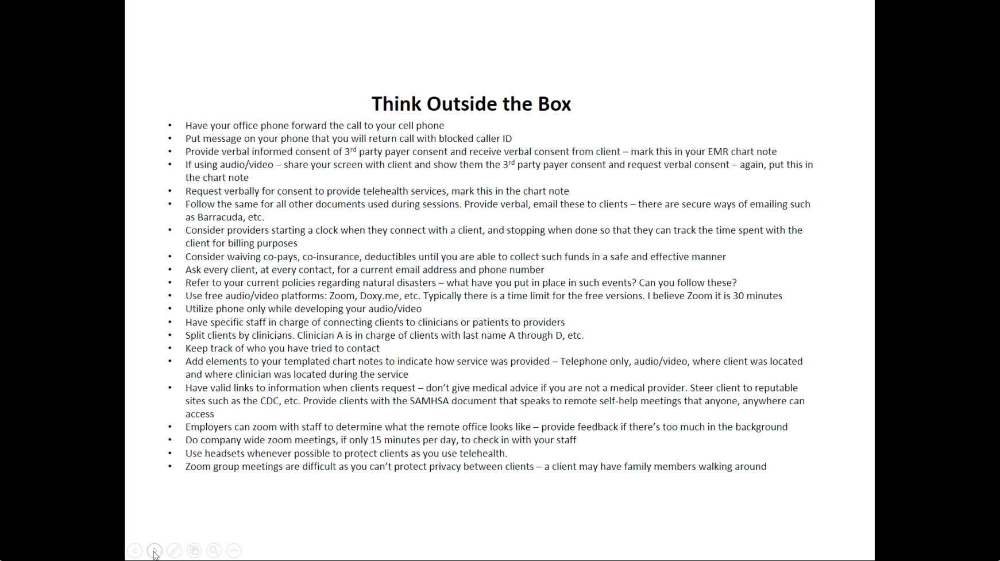 Think Outside the Box
• Have your office phone forward the call to your cell phone
• Put message on your phone that you will return call with blocked caller ID
• Provide verbal informed consent of 3rd party payer consent and receive verbal consent from client – mark this in your EMR chart note
• If using audio/video – share your screen with client and show them the 3rd party payer consent and request verbal consent – again, put this in
the chart note
• Request verbally for consent to provide telehealth services, mark this in the chart note
• Follow the same for all other documents used during sessions. Provide verbal, email these to clients – there are secure ways of emailing such
as Barracuda, etc.
• Consider providers starting a clock when they connect with a client, and stopping when done so that they can track the time spent with the
client for billing purposes
• Consider waiving co-pays, co-insurance, deductibles until you are able to collect such funds in a safe and effective manner
• Ask every client, at every contact, for a current email address and phone number
• Refer to your current policies regarding natural disasters – what have you put in place in such events? Can you follow these?
• Use free audio/video platforms: Zoom, Doxy.me, etc. Typically there is a time limit for the free versions. I believe Zoom it is 30 minutes
• Utilize phone only while developing your audio/video
• Have specific staff in charge of connecting clients to clinicians or patients to providers
• Split clients by clinicians. Clinician A is in charge of clients with last name A through D, etc.
• Keep track of who you have tried to contact
• Add elements to your templated chart notes to indicate how service was provided – Telephone only, audio/video, where client was located
and where clinician was located during the service
• Have valid links to information when clients request – don’t give medical advice if you are not a medical provider. Steer client to reputable
sites such as the CDC, etc. Provide clients with the SAMHSA document that speaks to remote self-help meetings that anyone, anywhere can
access
• Employers can zoom with staff to determine what the remote office looks like – provide feedback if there’s too much in the background
• Do company wide zoom meetings, if only 15 minutes per day, to check in with your staff
• Use headsets whenever possible to protect clients as you use telehealth.
• Zoom group meetings are difficult as you can’t protect privacy between clients – a client may have family members walking around